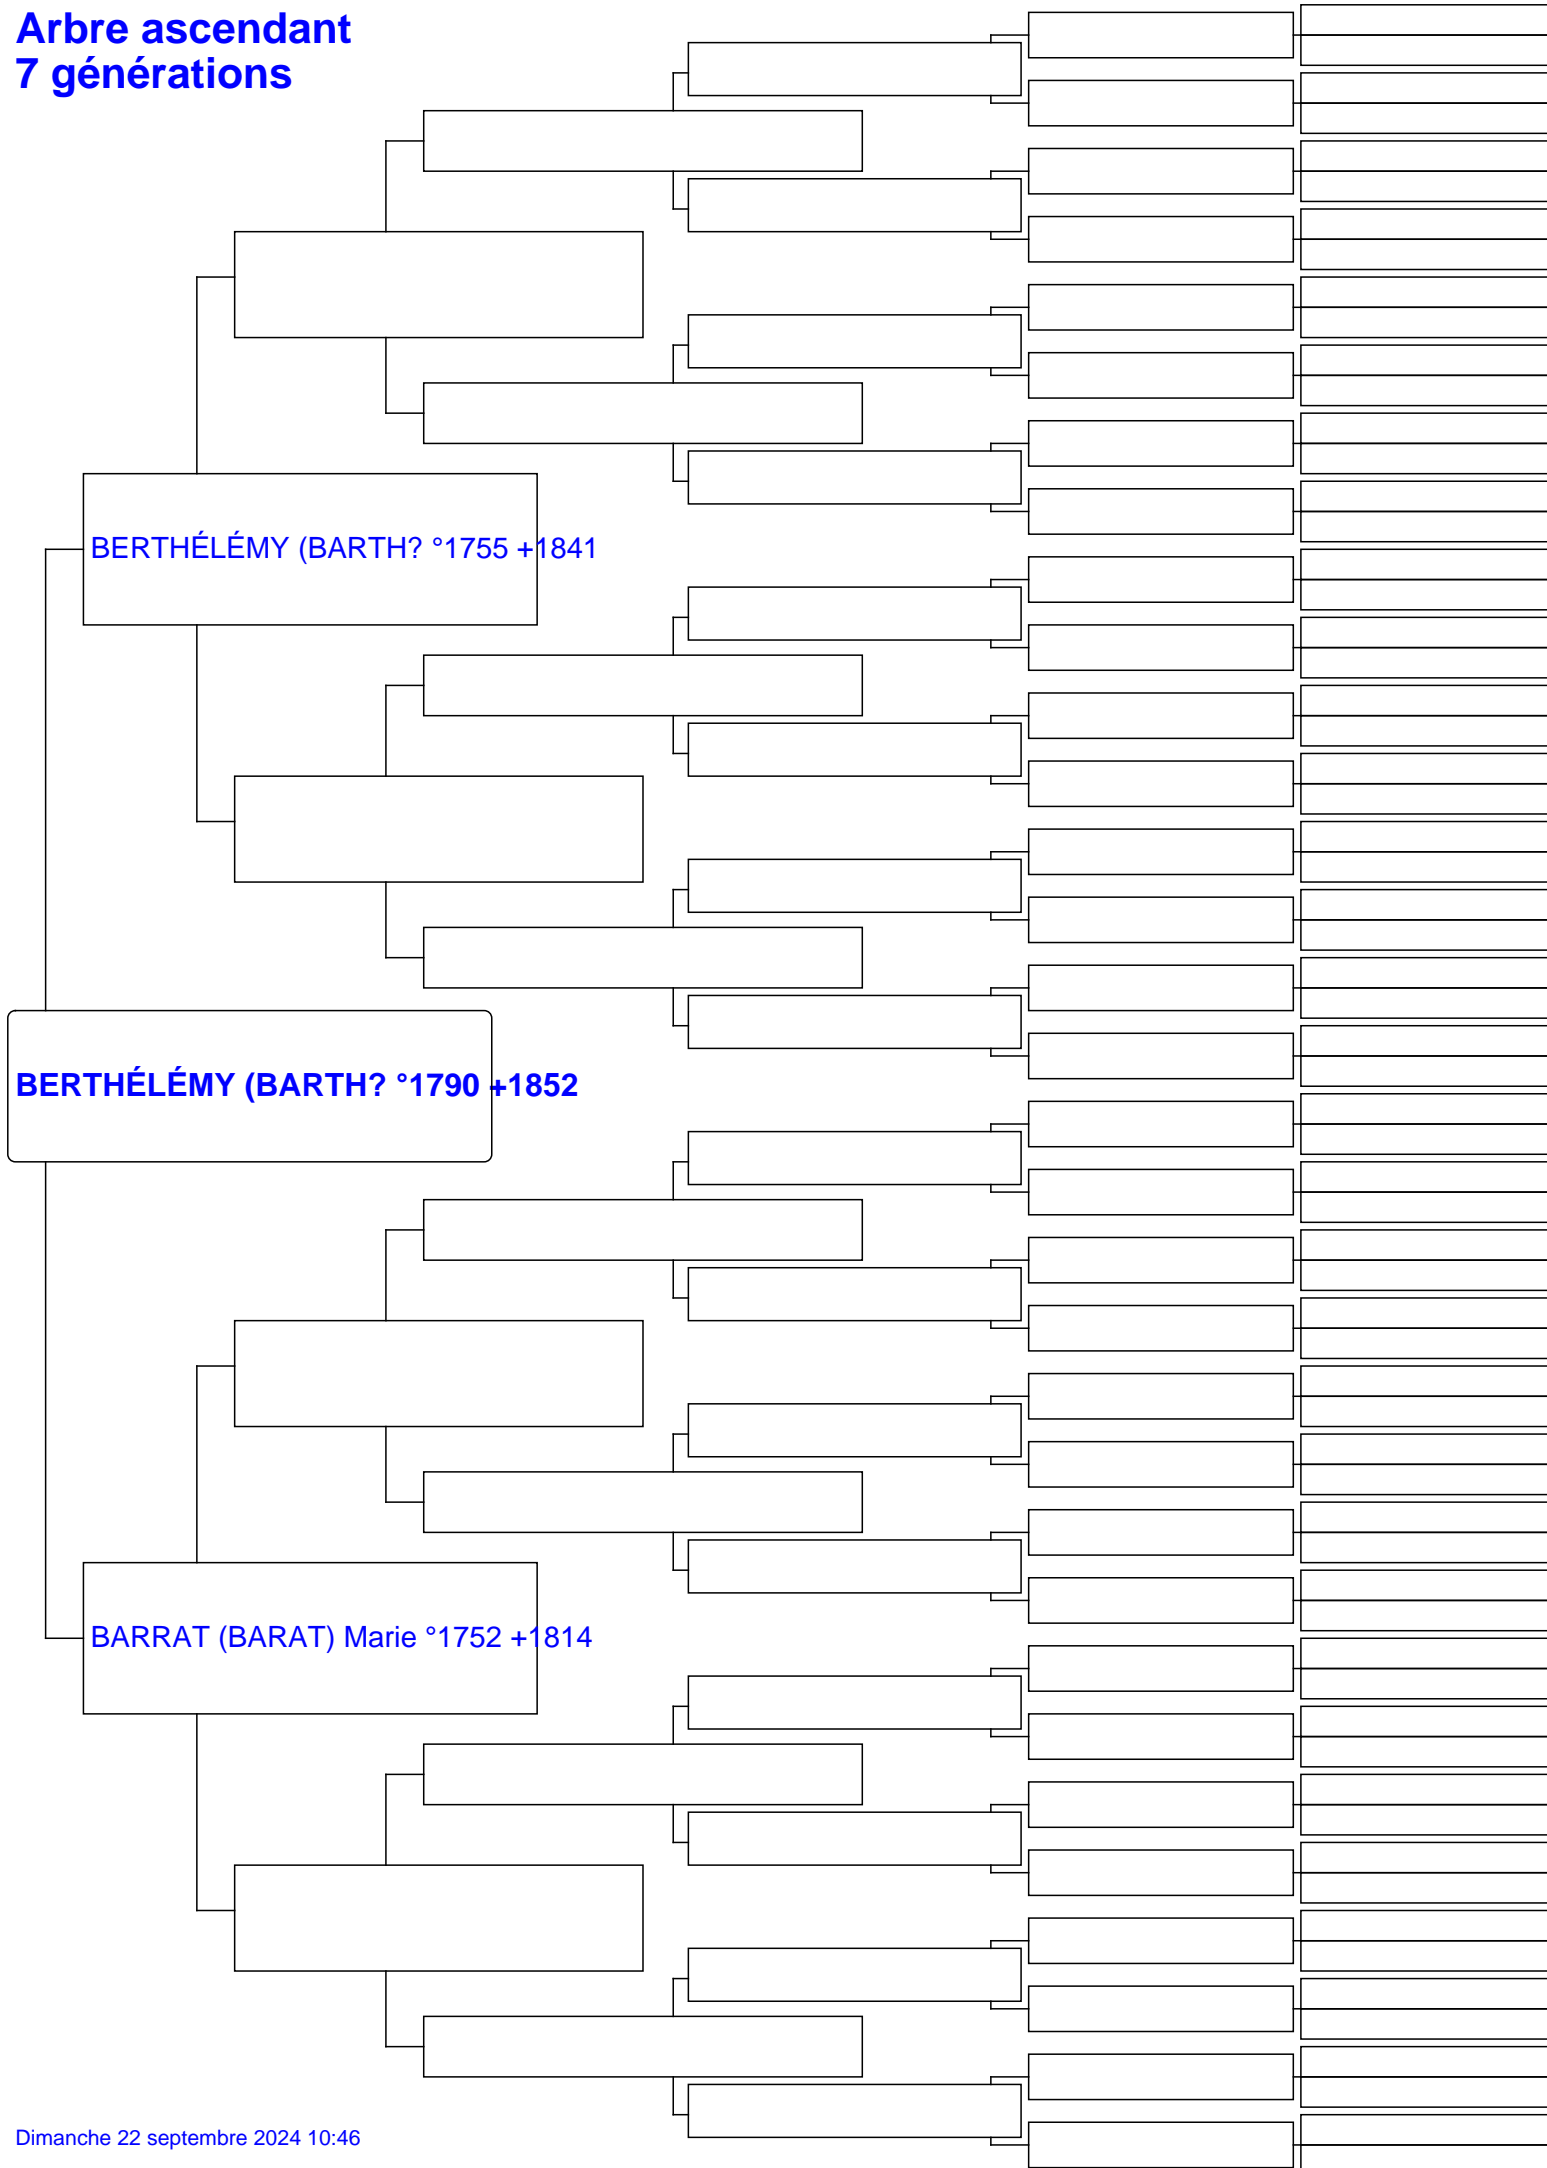 Arbre ascendant
7 générations
BERTHÉLÉMY (BARTH? °1755 +1841
BERTHÉLÉMY (BARTH? °1790 +1852
BARRAT (BARAT) Marie °1752 +1814
Dimanche 22 septembre 2024 10:46